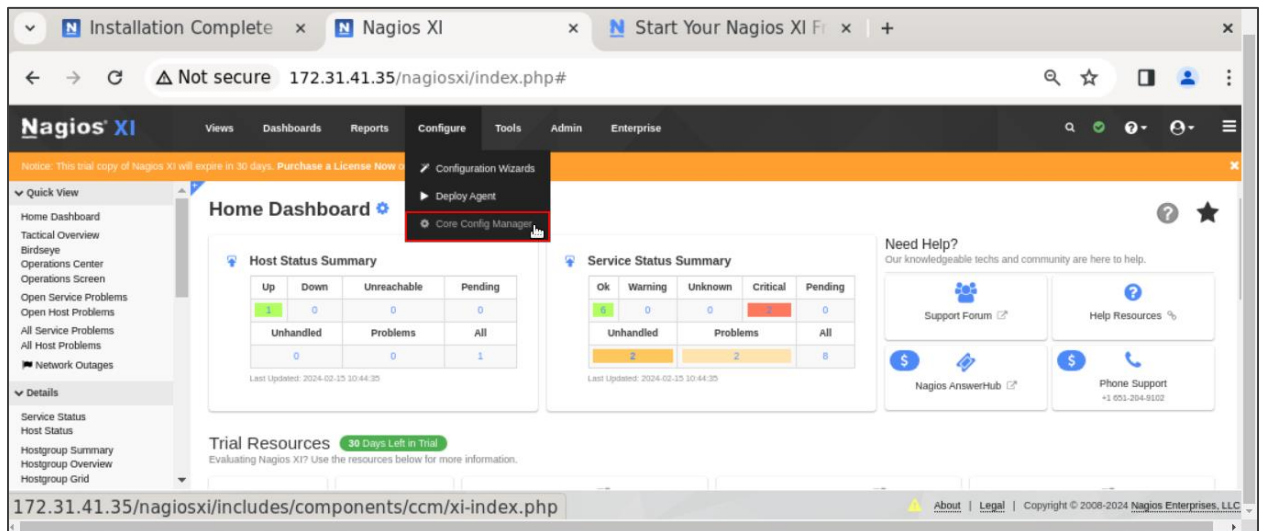 Installation Complete
Nagios XI
Start Your Nagios XI Fr
Not secure 172.31.41.35/nagiosxi/index.php#
Nagios XI
Views Dashboards Reports Configure Tools Admin Enterprise
Notice: This trial copy of Nagios XI will expire in 30 days. Purchase a License Now o
Configuration Wizards
Deploy Agent
Core Config Manager
Quick View
Home Dashboard
Tactical Overview
Birdseye
Operations Center
Operations Screen
Open Service Problems
Open Host Problems
All Service Problems
All Host Problems
Network Outages
Details
Service Status
Host Status
Hostgroup Summary
Hostgroup Overview
Hostgroup Grid
Home Dashboard
Host Status Summary
Up Down Unreachable Pending
1 0 0 0
Unhandled Problems All
0 0 1
Last Updated: 2024-02-15 10:44:35
Service Status Summary
Ok Warning Unknown Critical Pending
6 0 0 2 0
Unhandled Problems All
2 2 8
Last Updated: 2024-02-15 10:44:35
Need Help?
Our knowledgeable techs and community are here to help.
Support Forum
Help Resources
$
Nagios AnswerHub
$
Phone Support
+1 651-204-9102
Trial Resources 30 Days Left in Trial
Evaluating Nagios XI? Use the resources below for more information.
172.31.41.35/nagiosxi/includes/components/ccm/xi-index.php
About | Legal | Copyright © 2008-2024 Nagios Enterprises, LLC